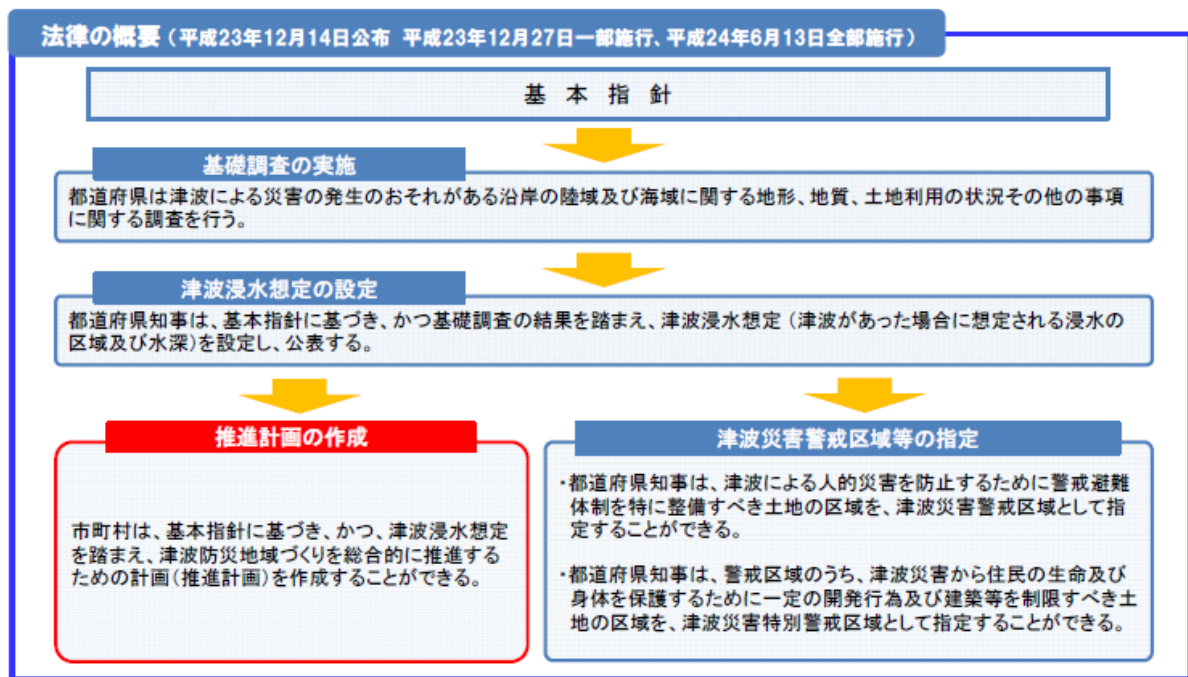 法律の概要(平成23年12月14日公布 平成23年12月27日一部施行、平成24年6月13日全部施行)
基 本 指 針
基礎調査の実施
都道府県は津波による災害の発生のおそれがある沿岸の陸域及び海域に関する地形、地質、土地利用の状況その他の事項
に関する調査を行う。
津波浸水想定の設定
都道府県知事は、基本指針に基づき、かつ基礎調査の結果を踏まえ、津波浸水想定(津波があった場合に想定される浸水の
区域及び水深)を設定し、公表する。
推進計画の作成
市町村は、基本指針に基づき、かつ、津波浸水想定
を踏まえ、津波防災地域づくりを総合的に推進する
ための計画(推進計画)を作成することができる。
津波災害警戒区域等の指定
・都道府県知事は、津波による人的災害を防止するために警戒避難
体制を特に整備すべき土地の区域を、津波災害警戒区域として指
定することができる。
・都道府県知事は、警戒区域のうち、津波災害から住民の生命及び
身体を保護するために一定の開発行為及び建築等を制限すべき土
地の区域を、津波災害特別警戒区域として指定することができる。